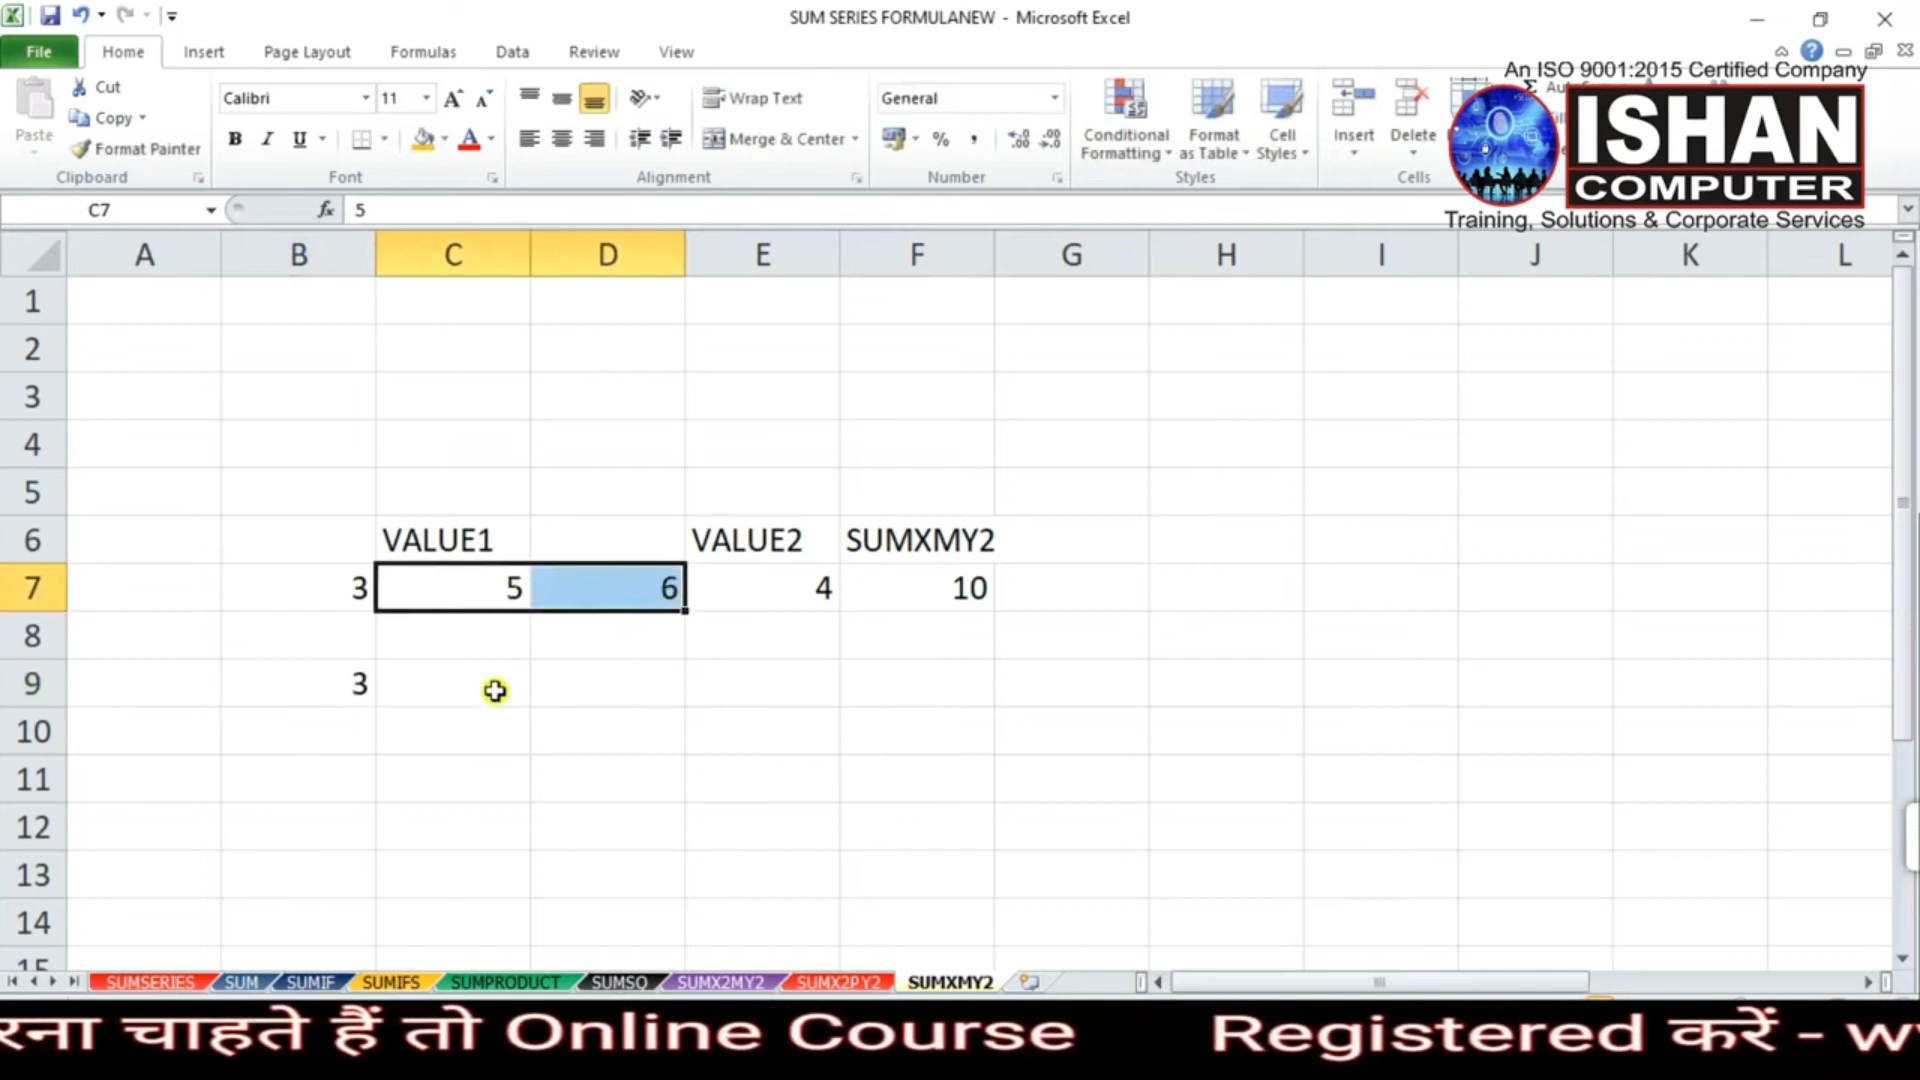 SUM SERIES FORMULANEW - Microsoft Excel
File Home Insert Page Layout Formulas Data Review View
An ISO 9001:2015 Certified Company
ISHAN
COMPUTER
Training, Solutions & Corporate Services
Cut
Copy
Format Painter
Paste
Clipboard
Calibri 11
B I U
Font
Wrap Text
Merge & Center
Alignment
General
%
Number
Conditional Formatting
Format as Table
Cell Styles
Styles
Insert Delete
Cells
C7 fx 5
A B C D E F G H I J K L
1
2
3
4
5
6 VALUE1 VALUE2 SUMXMY2
7 3 5 6 4 10
8
9 3
10
11
12
13
14
15
SUMSERIES SUM SUMIF SUMIFS SUMPRODUCT SUMSQ SUMX2MY2 SUMX2PY2 SUMXMY2
रना चाहते हैं तो Online Course Registered करें - w